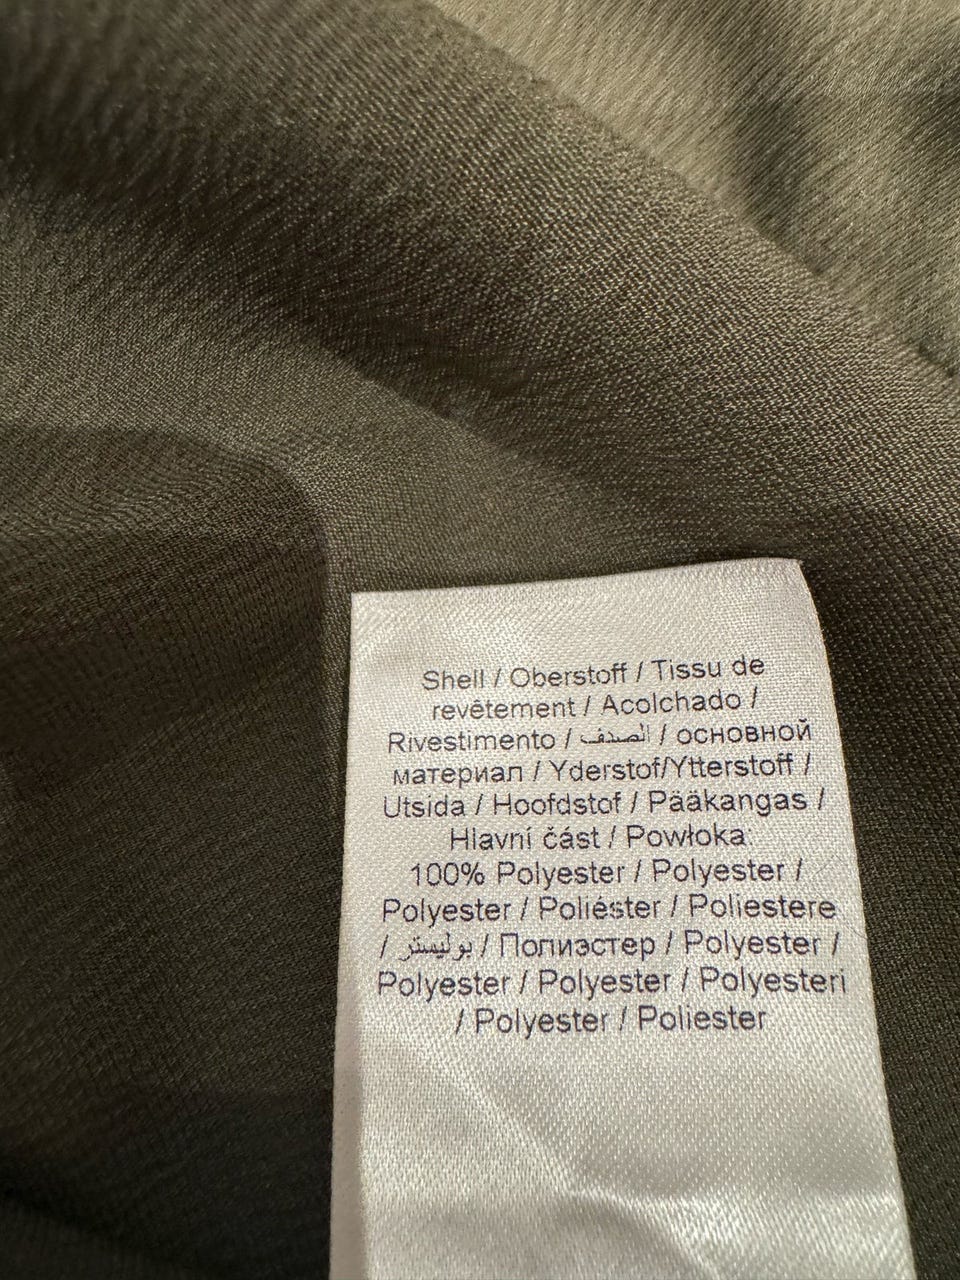 Shell / Oberstoff / Tissu de
revêtement / Acolchado /
Rivestimento / الصدف / основной
материал / Yderstof/Ytterstoff /
Utsida / Hoofdstof / Pääkangas /
Hlavní část / Powłoka:
100% Polyester / Polyester /
Polyester / Poliéster / Poliestere
/ بوليستر / Полиэстер / Polyester /
Polyester / Polyester / Polyesteri
/ Polyester / Poliester